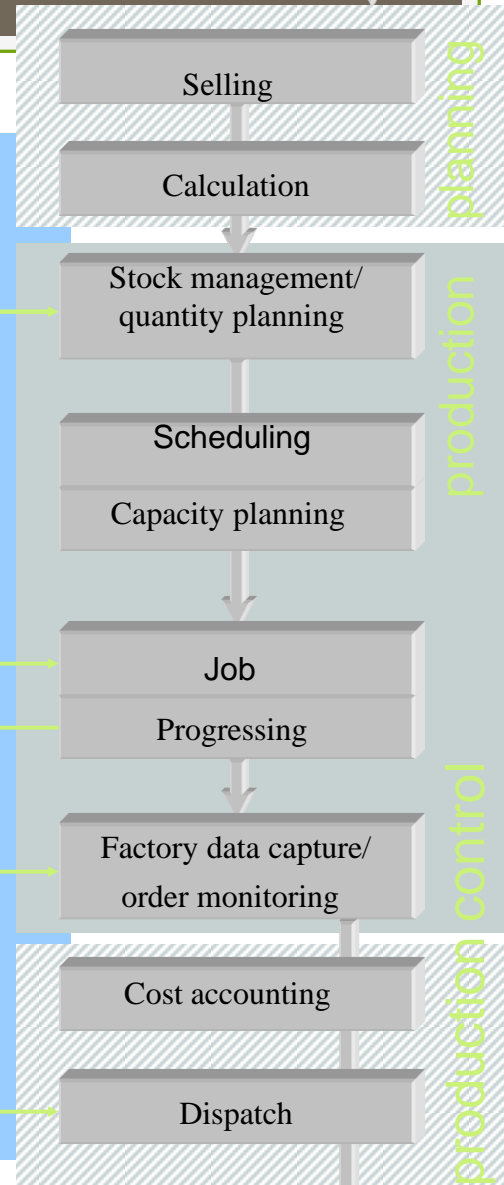 Selling
Calculation
Stock management/
quantity planning
Scheduling
Capacity planning
Job
Progressing
Factory data capture/
order monitoring
Cost accounting
Dispatch
production planning
production control